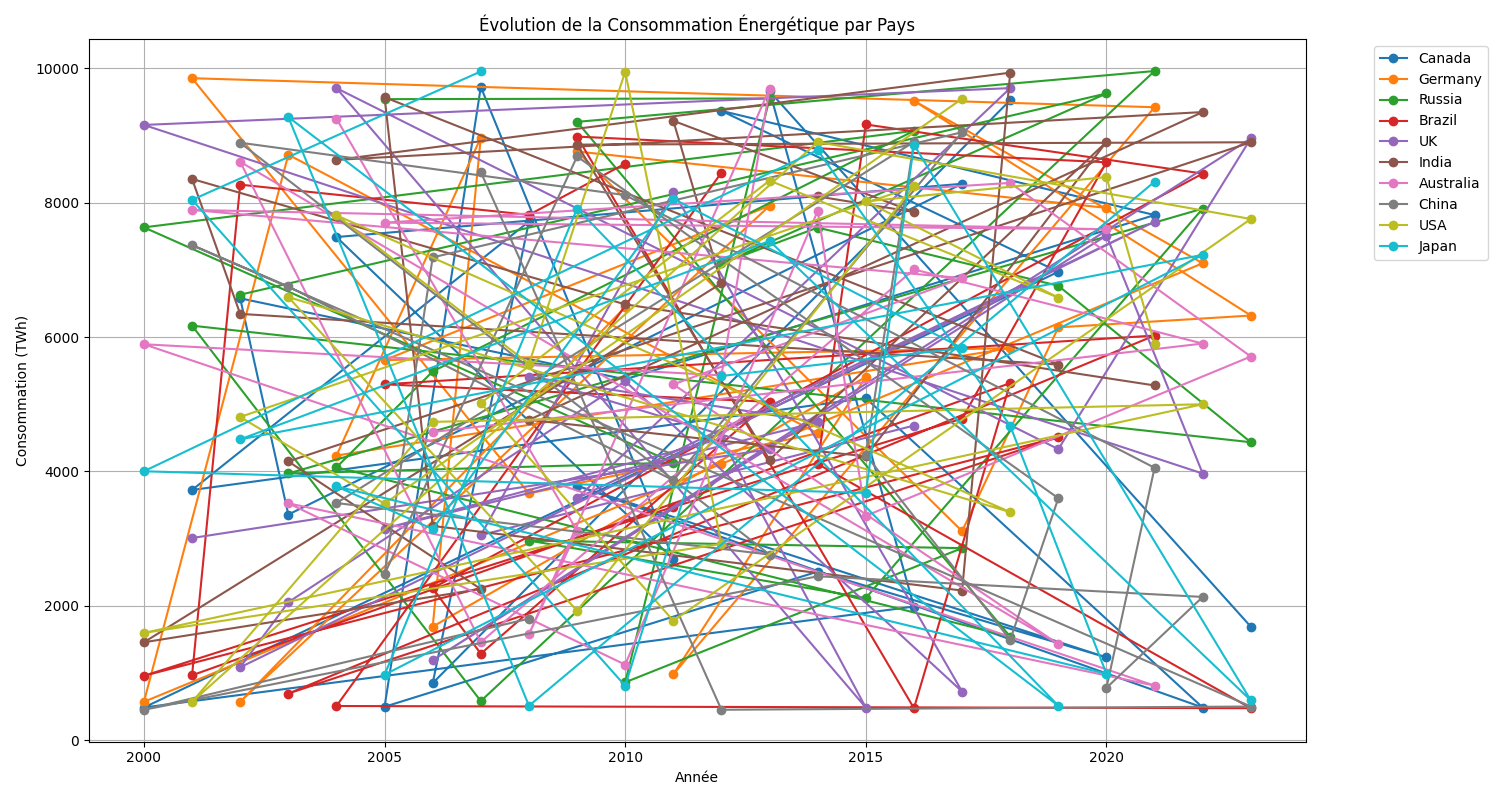 Évolution de la Consommation Énergétique par Pays
Consommation (TWh)
10000
8000
6000
4000
2000
0
2000
2005
2010
2015
2020
Année
Canada
Germany
Russia
Brazil
UK
India
Australia
China
USA
Japan